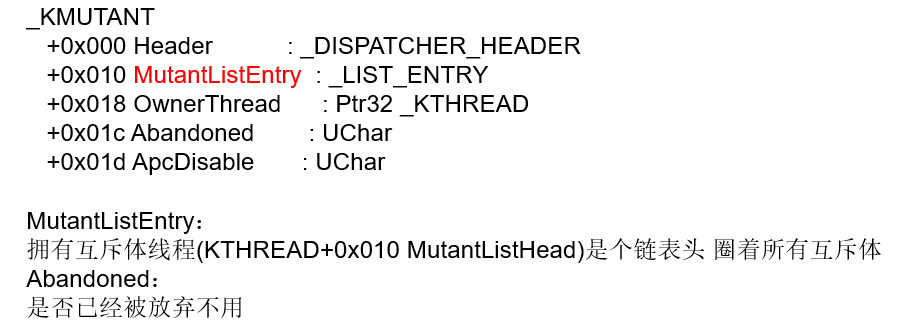 _KMUTANT
+0x000 Header : _DISPATCHER_HEADER
+0x010 MutantListEntry : _LIST_ENTRY
+0x018 OwnerThread : Ptr32 _KTHREAD
+0x01c Abandoned : UChar
+0x01d ApcDisable : UChar
MutantListEntry：
拥有互斥体线程(KTHREAD+0x010 MutantListHead)是个链表头 圈着所有互斥体
Abandoned：
是否已经被放弃不用